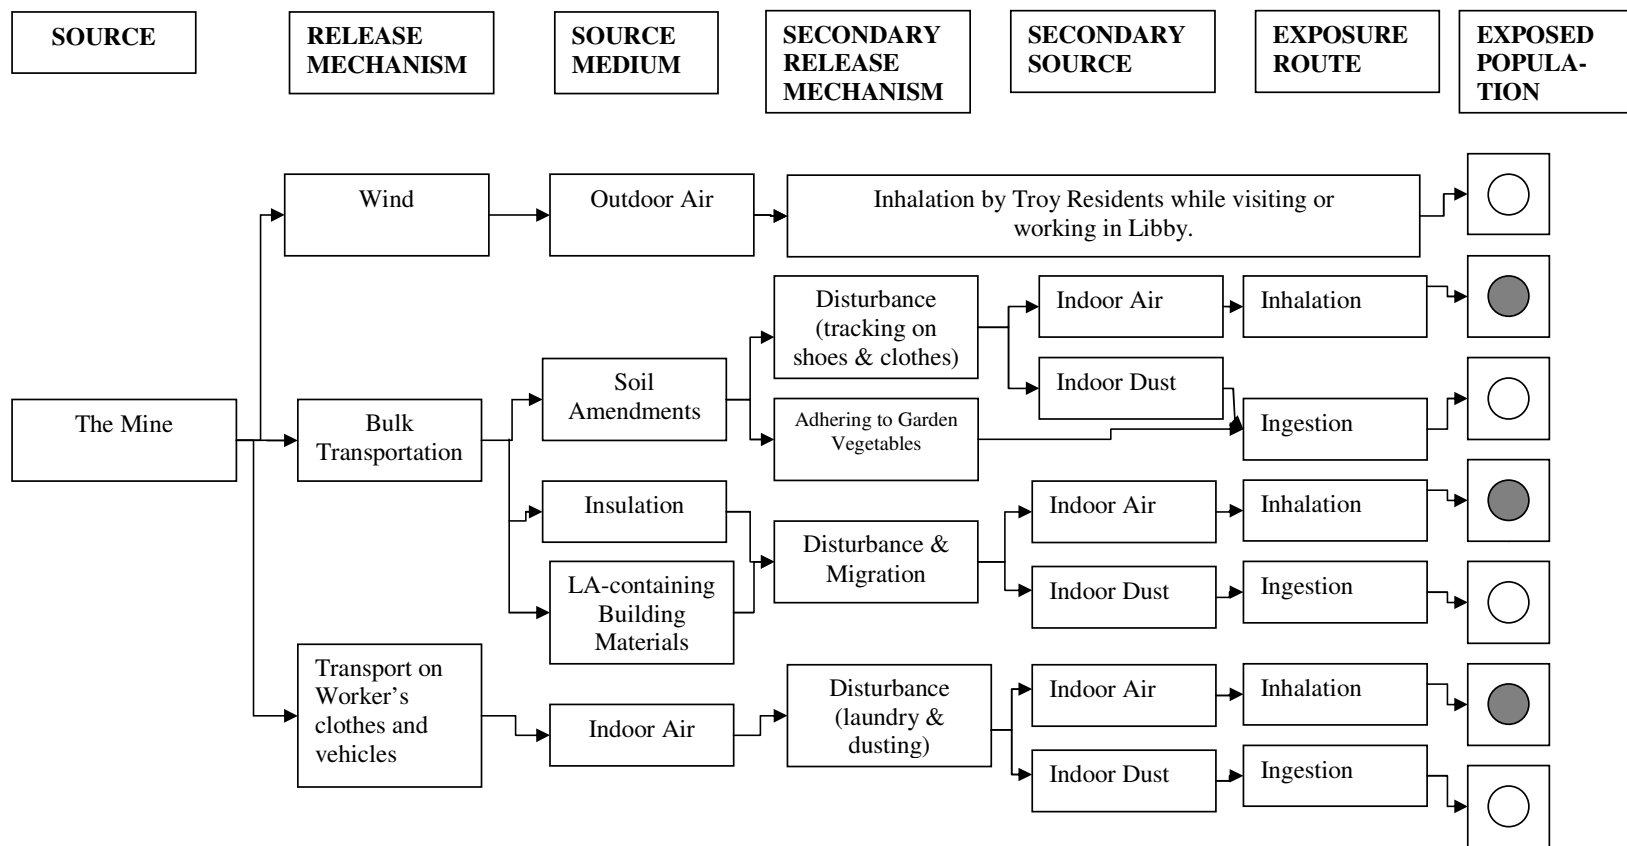 SOURCE
RELEASE
MECHANISM
SOURCE
MEDIUM
SECONDARY
RELEASE
MECHANISM
SECONDARY
SOURCE
EXPOSURE
ROUTE
EXPOSED
POPULA-
TION
Wind
Outdoor Air
Inhalation by Troy Residents while visiting or
working in Libby.
The Mine
Bulk
Transportation
Soil
Amendments
Disturbance
(tracking on
shoes & clothes)
Indoor Air
Inhalation
Indoor Dust
Adhering to Garden
Vegetables
Ingestion
Insulation
LA-containing
Building
Materials
Disturbance &
Migration
Indoor Air
Inhalation
Indoor Dust
Ingestion
Transport on
Worker's
clothes and
vehicles
Indoor Air
Disturbance
(laundry &
dusting)
Indoor Air
Inhalation
Indoor Dust
Ingestion